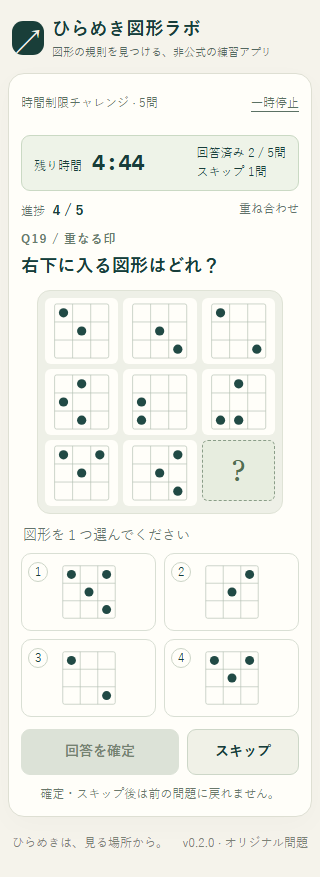 ひらめき図形ラボ
図形の規則を見つける、非公式の練習アプリ
時間制限チャレンジ · 5問
一時停止
残り時間 4:44
回答済み 2 / 5問
スキップ 1問
進捗 4 / 5
重ね合わせ
Q19 / 重なる印
右下に入る図形はどれ？
?
図形を1つ選んでください
1
2
3
4
回答を確定
スキップ
確定・スキップ後は前の問題に戻れません。
ひらめきは、見る場所から。
v0.2.0 · オリジナル問題